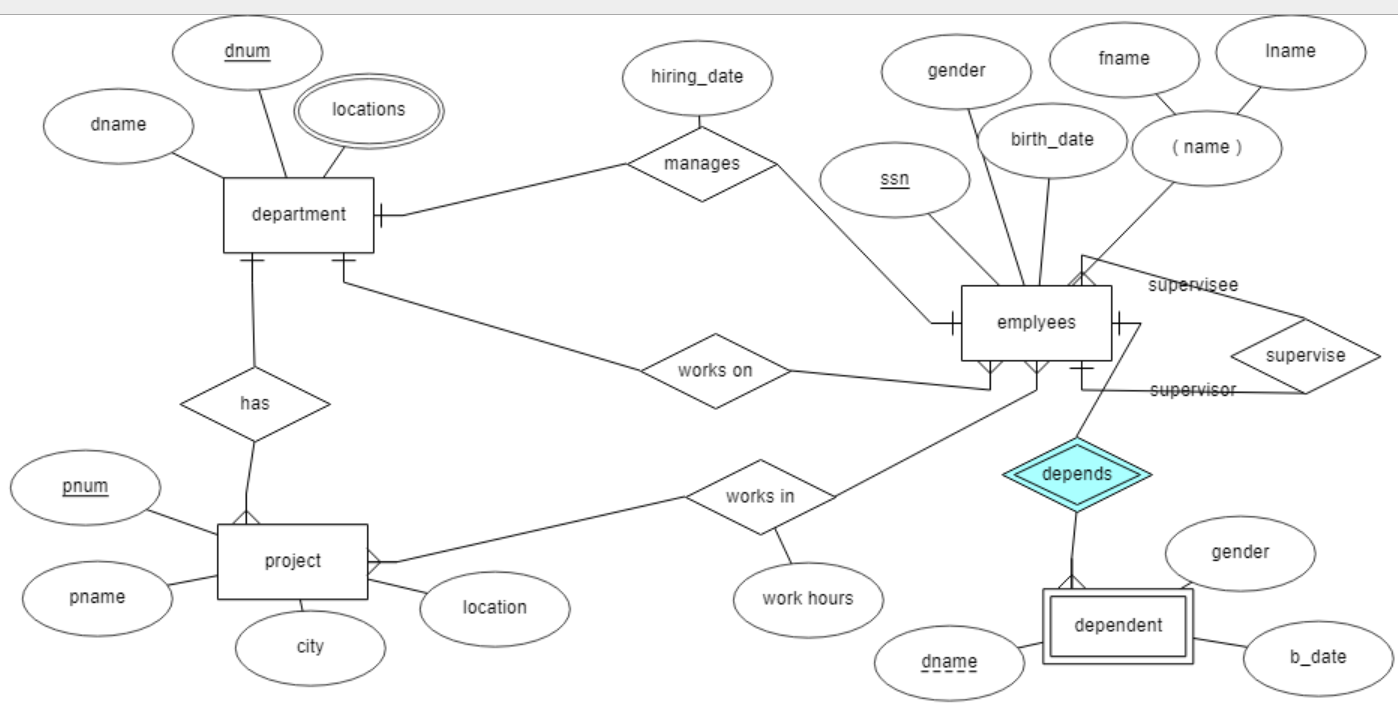 dnum
locations
dname
department
hiring_date
manages
gender
fname
lname
birth_date
( name )
ssn
emplyees
supervisee
supervise
supervisor
works on
has
depends
pnum
project
pname
city
location
works in
work hours
gender
dependent
dname
b_date